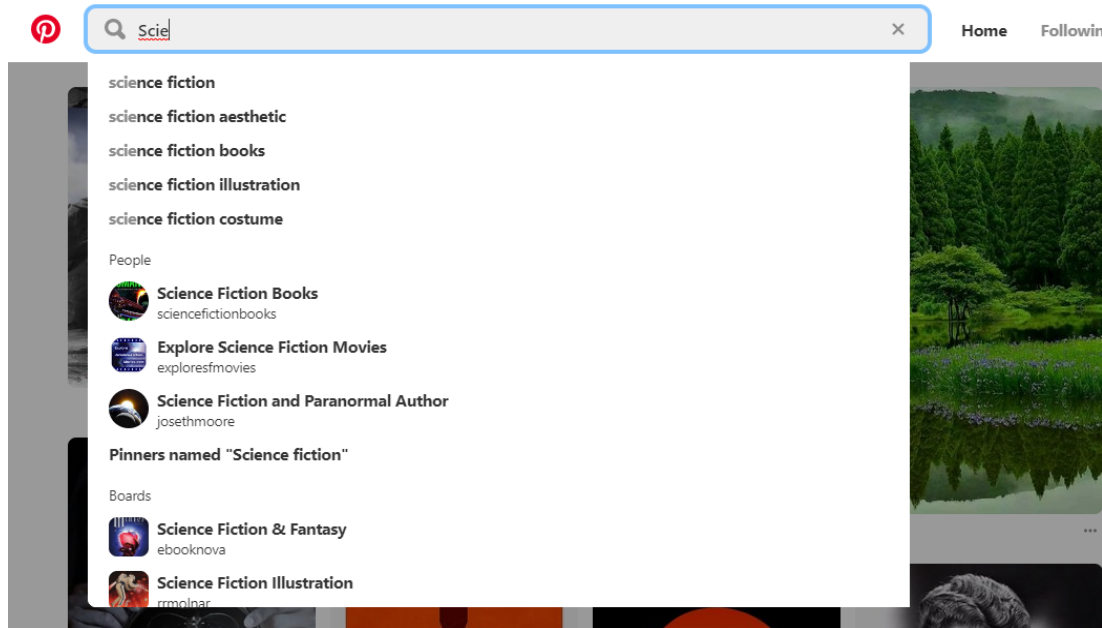 Scie
Home
Followin
science fiction
science fiction aesthetic
science fiction books
science fiction illustration
science fiction costume
People
Science Fiction Books
sciencefictionbooks
Explore Science Fiction Movies
exploresfmovies
Science Fiction and Paranormal Author
josethmoore
Pinners named "Science fiction"
Boards
Science Fiction & Fantasy
ebooknova
Science Fiction Illustration
rrmolnar